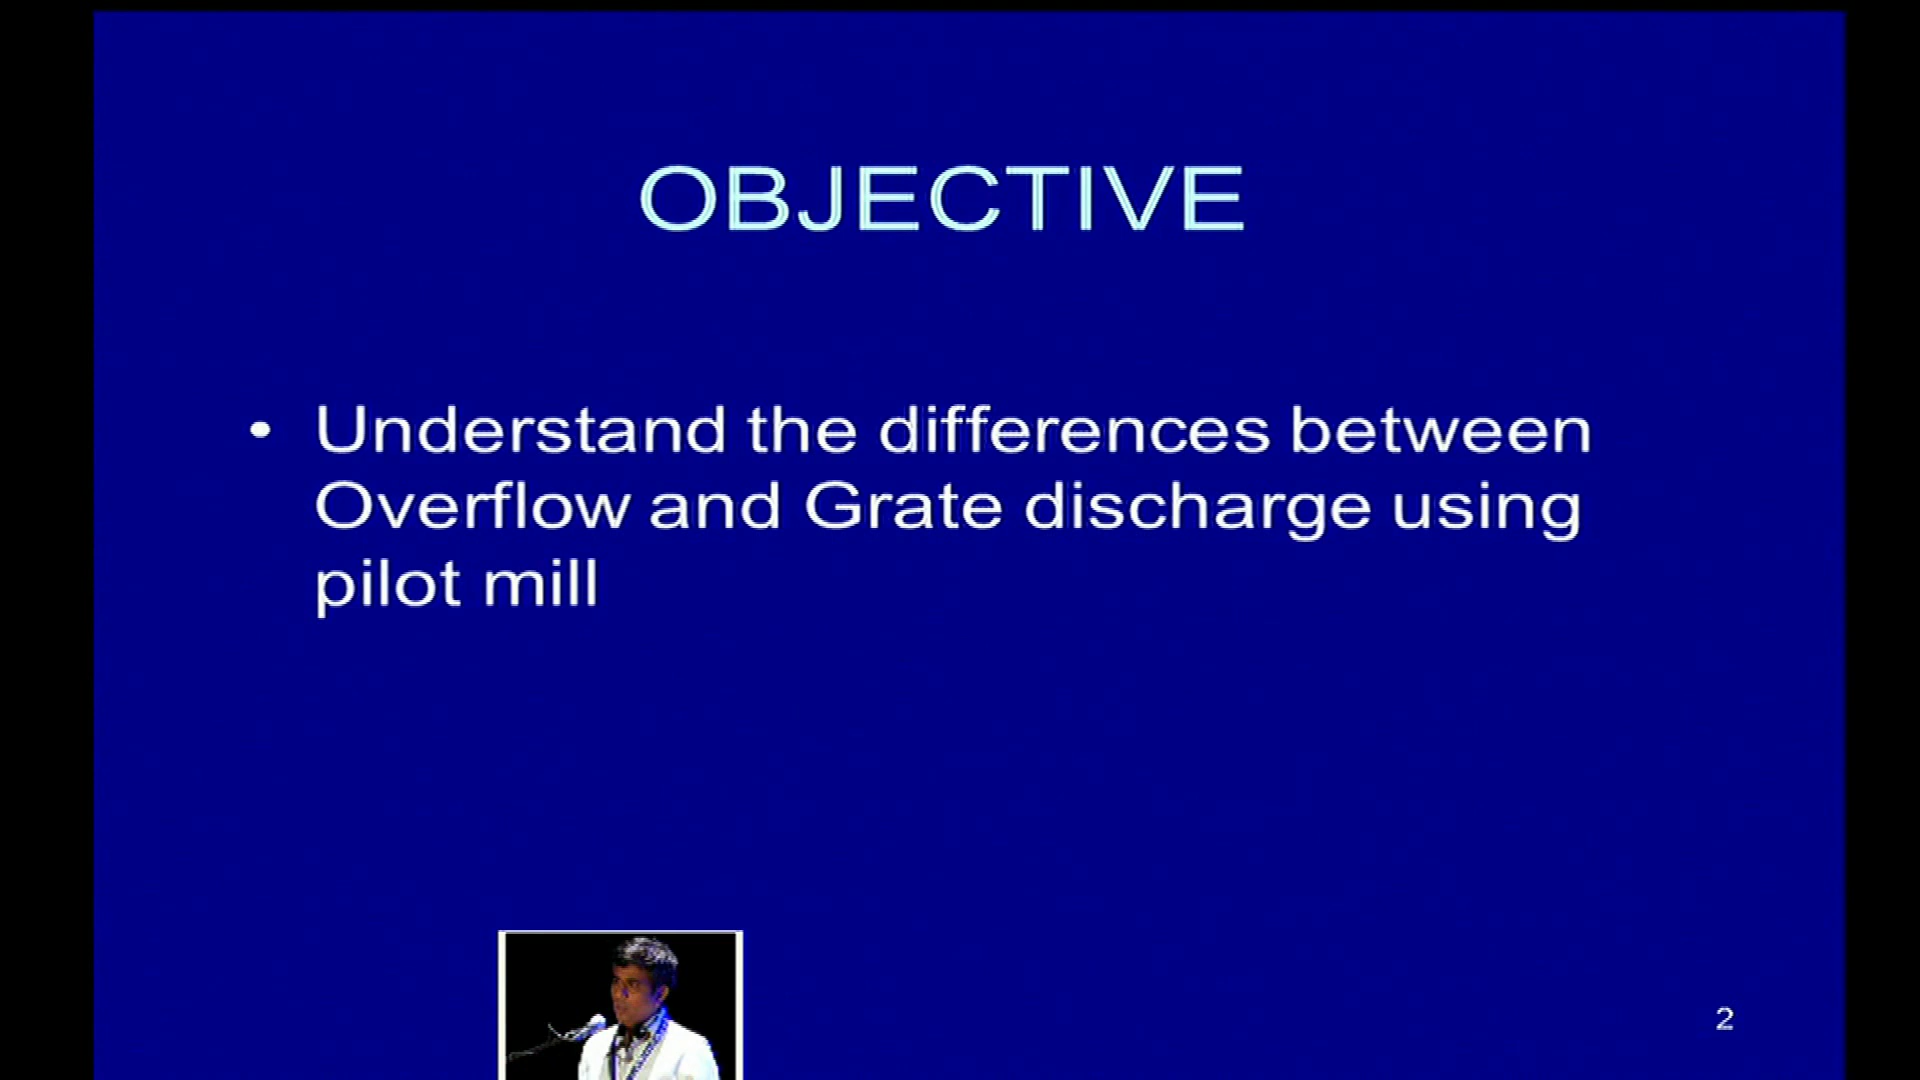 OBJECTIVE
• Understand the differences between
Overflow and Grate discharge using
pilot mill
2